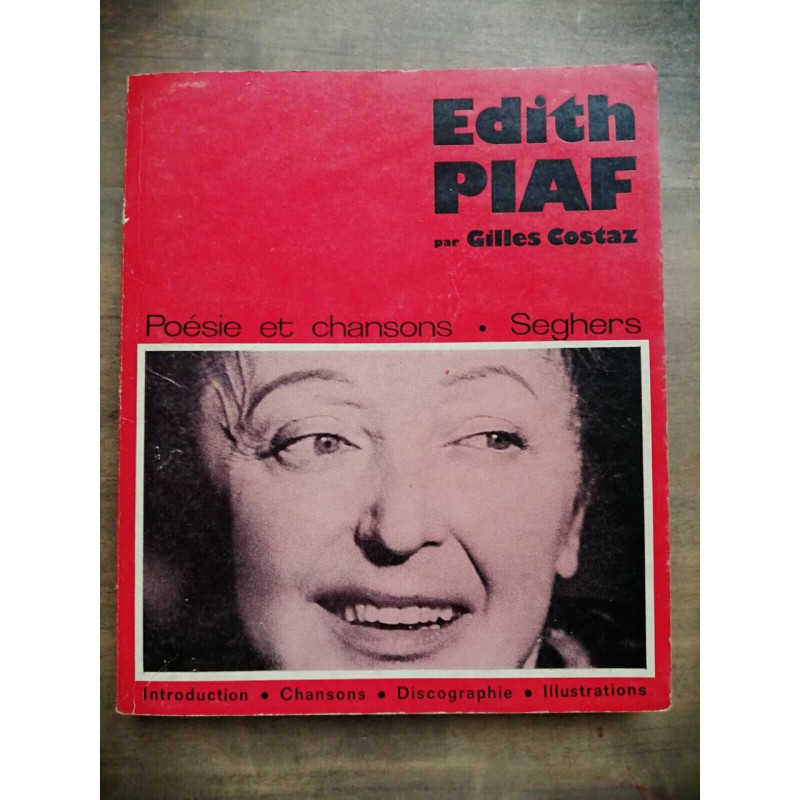 Edith
PIAF
par Gilles Costaz
Poésie et chansons • Seghers
Introduction • Chansons • Discographie • Illustrations